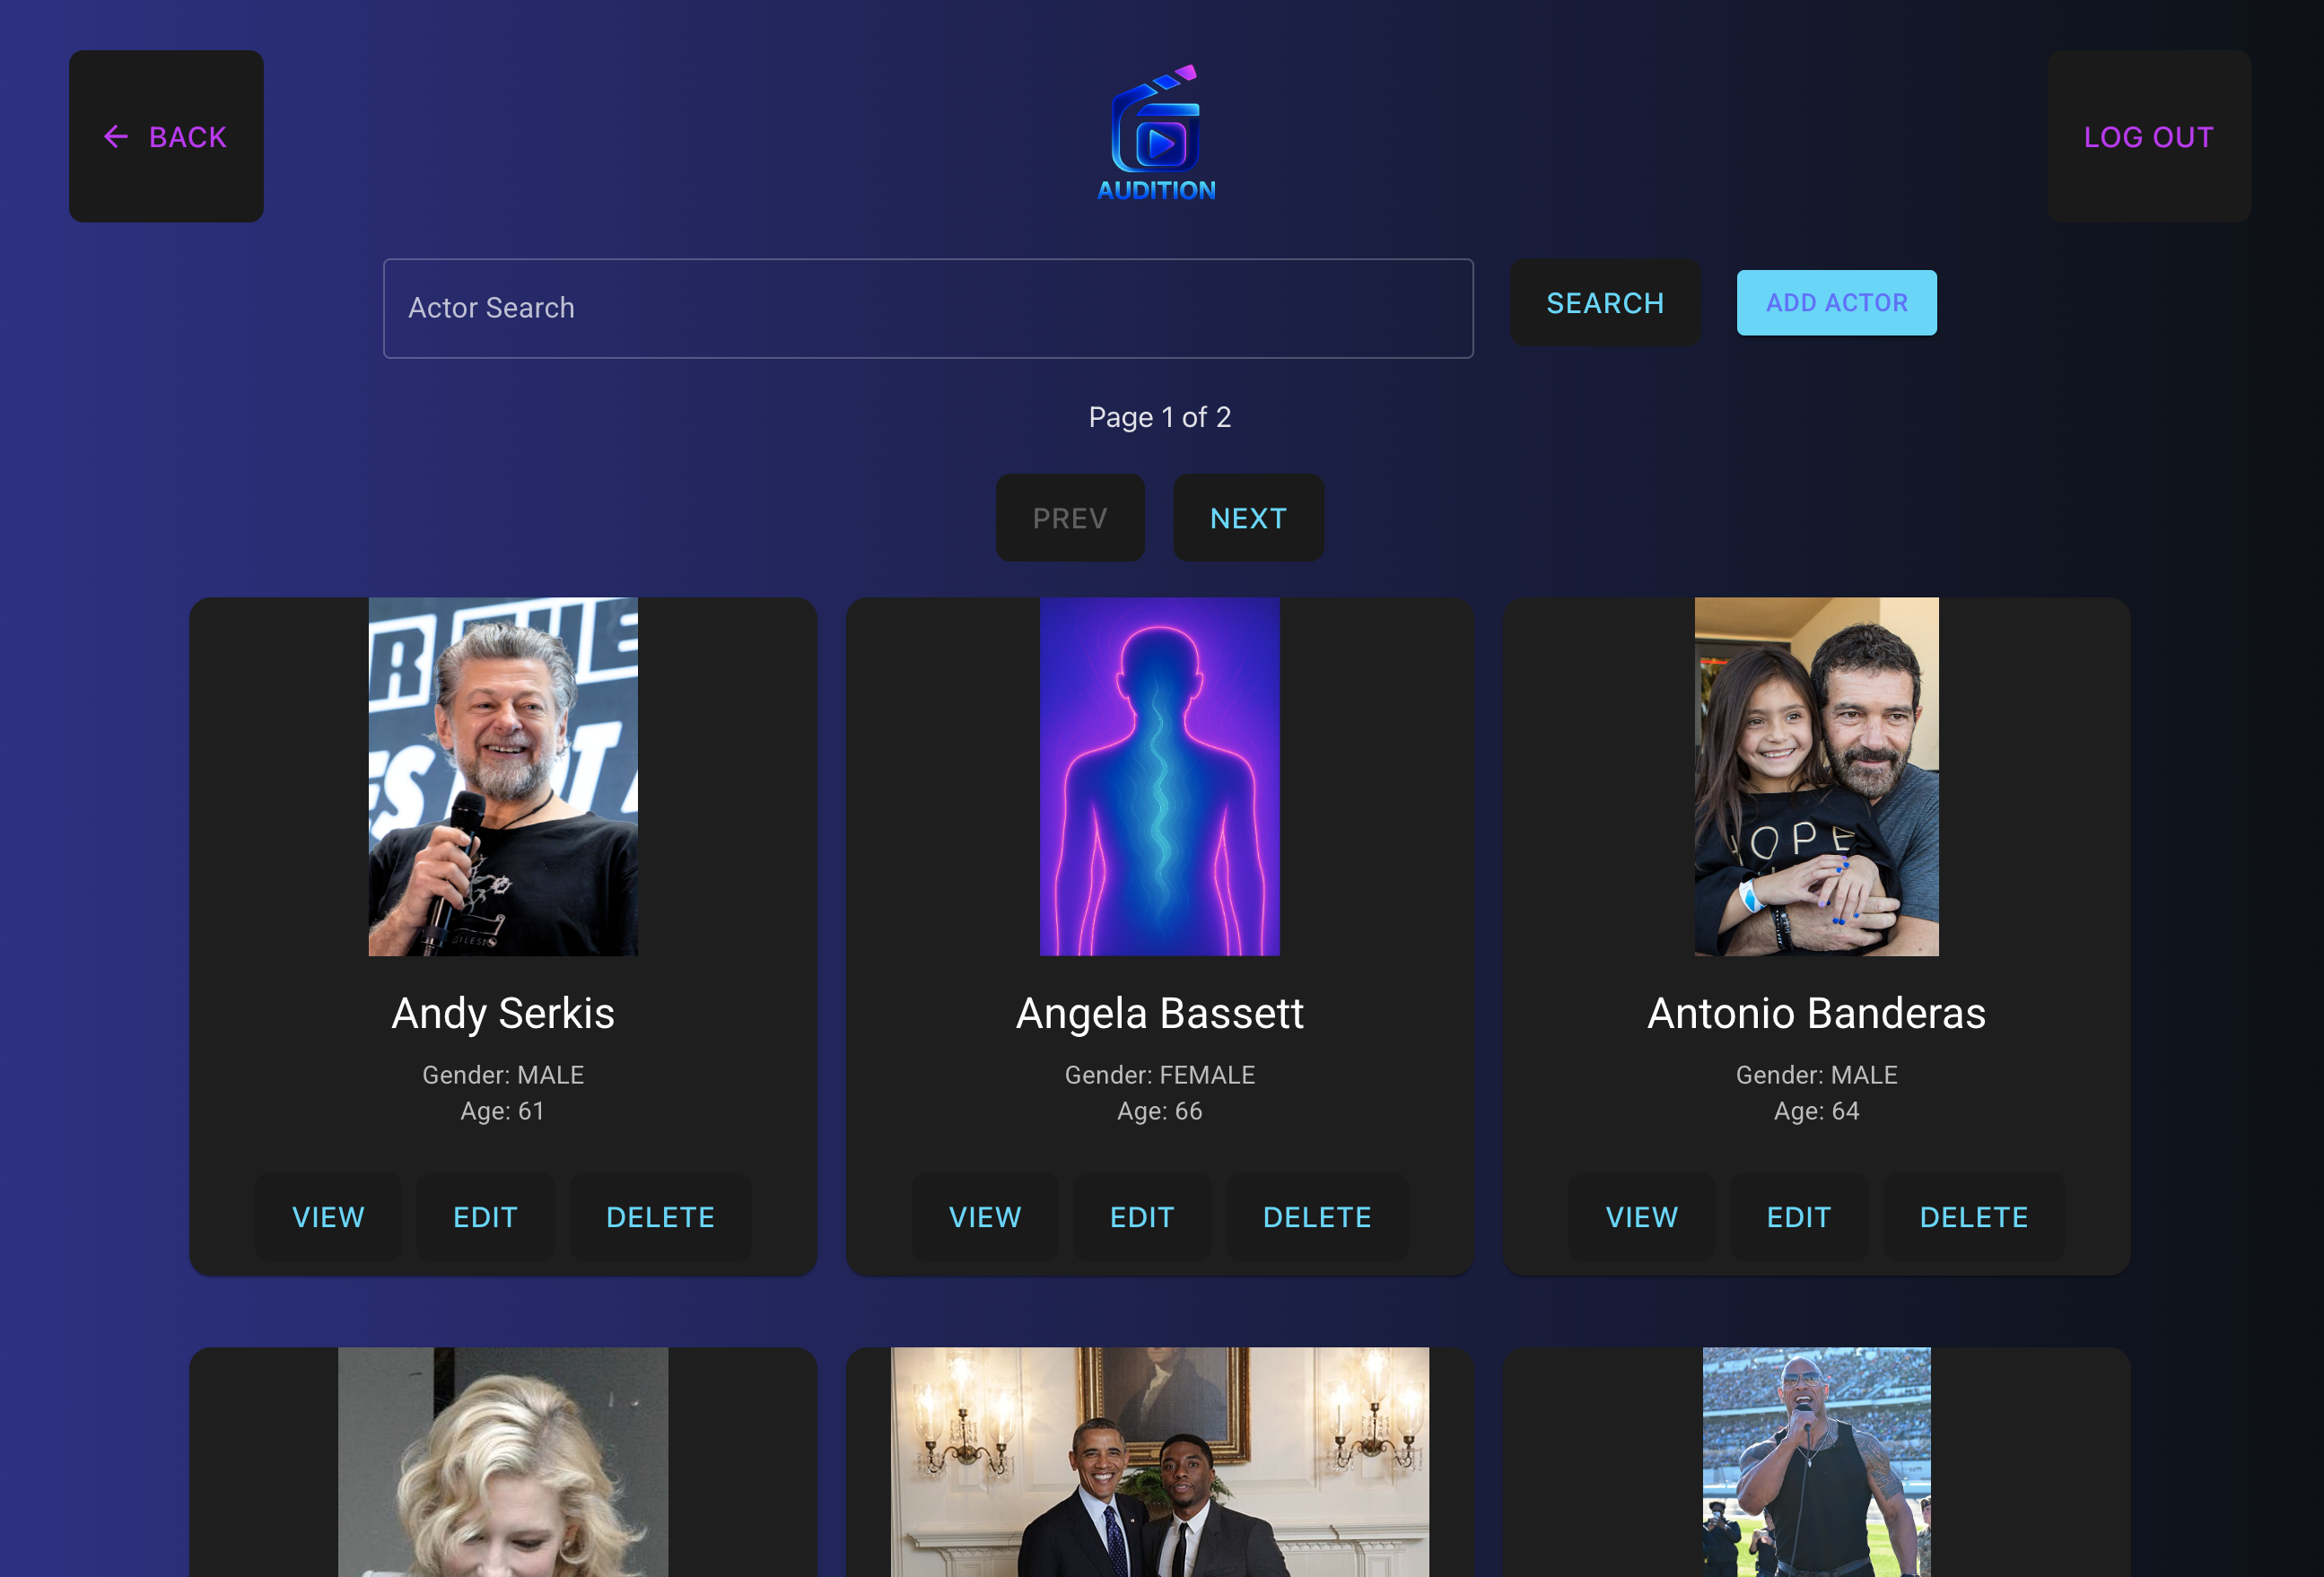 BACK
AUDITION
LOG OUT
Actor Search
SEARCH
ADD ACTOR
Page 1 of 2
PREV
NEXT
HOPE
Andy Serkis
Gender: MALE
Age: 61
VIEW EDIT DELETE
Angela Bassett
Gender: FEMALE
Age: 66
VIEW EDIT DELETE
Antonio Banderas
Gender: MALE
Age: 64
VIEW EDIT DELETE